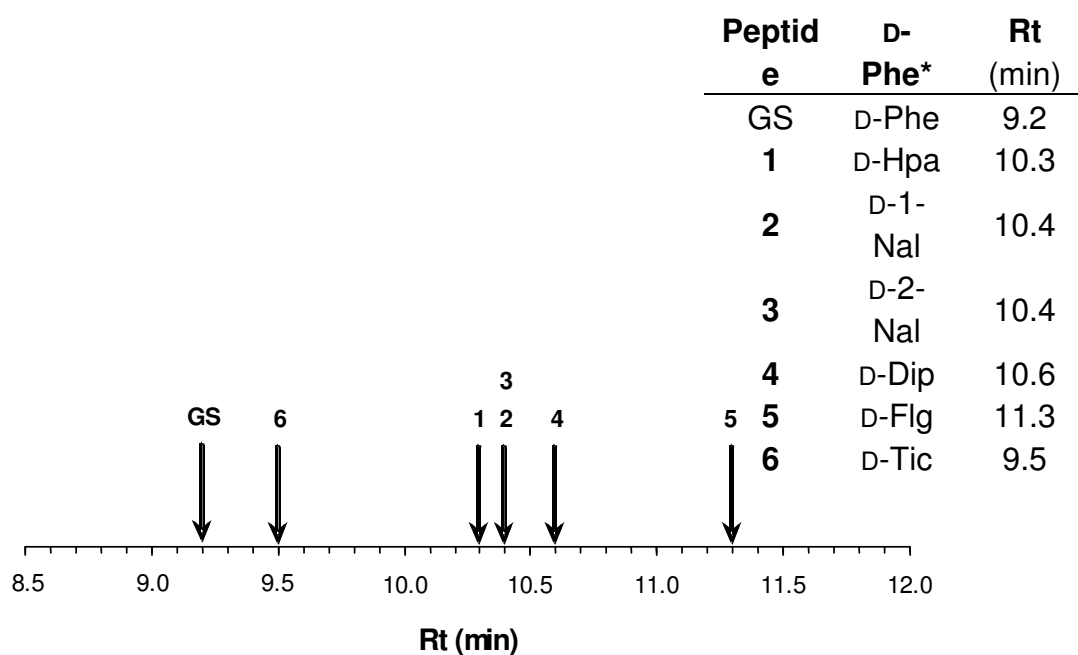 Peptid D- Rt
e Phe* (min)
GS D-Phe 9.2
1 D-Hpa 10.3
D-1-
2 10.4
Nal
D-2-
3 10.4
Nal
4 D-Dip 10.6
5 D-Flg 11.3
6 D-Tic 9.5
3
GS 6 1 2 4 5
8.5 9.0 9.5 10.0 10.5 11.0 11.5 12.0
Rt (min)